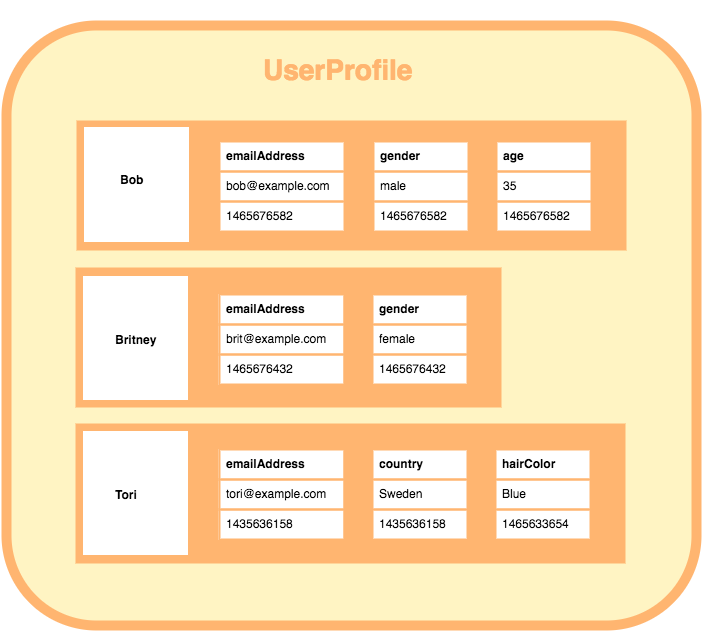 UserProfile
Bob
emailAddress gender age
bob@example.com male 35
1465676582 1465676582 1465676582
Britney
emailAddress gender
brit@example.com female
1465676432 1465676432
Tori
emailAddress country hairColor
tori@example.com Sweden Blue
1435636158 1435636158 1465633654